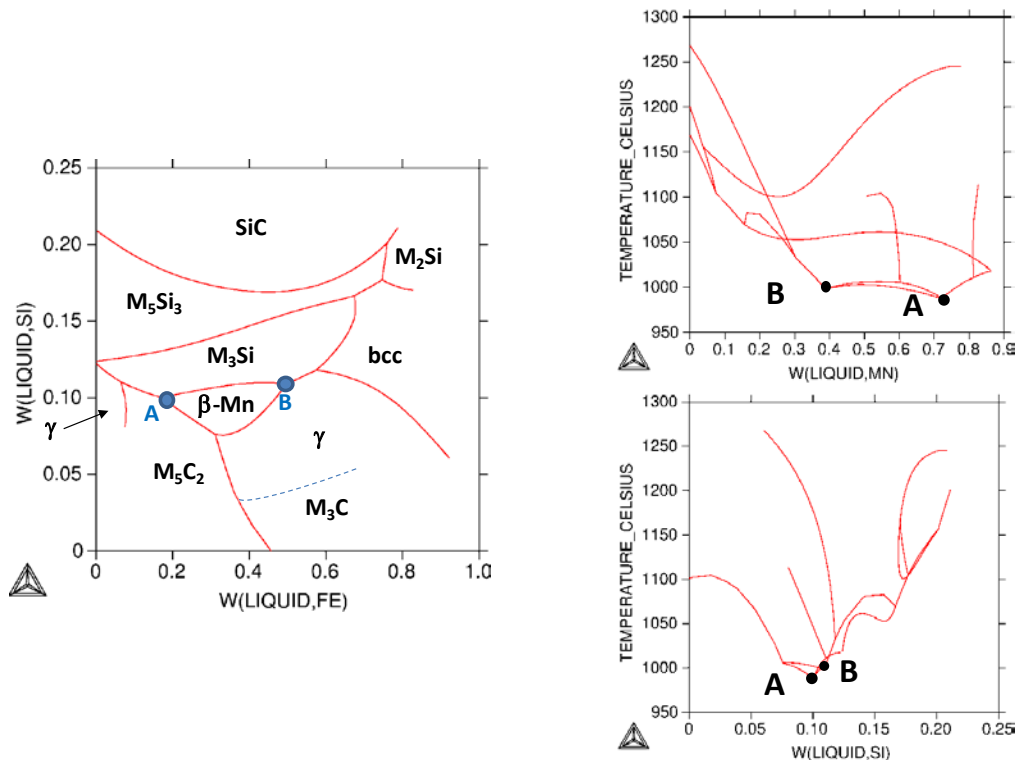 0.25
0.20
0.15
0.10
0.05
0
W(LIQUID,SI)
SiC
M2Si
M5Si3
M3Si
bcc
γ
A
β-Mn
B
γ
M5C2
M3C
0 0.2 0.4 0.6 0.8 1.0
W(LIQUID,FE)
1300
1250
1200
1150
1100
1050
1000
950
TEMPERATURE_CELSIUS
B
A
0 0.1 0.2 0.3 0.4 0.5 0.6 0.7 0.8 0.9
W(LIQUID,MN)
1300
1250
1200
1150
1100
1050
1000
950
TEMPERATURE_CELSIUS
A
B
0 0.05 0.10 0.15 0.20 0.25
W(LIQUID,SI)